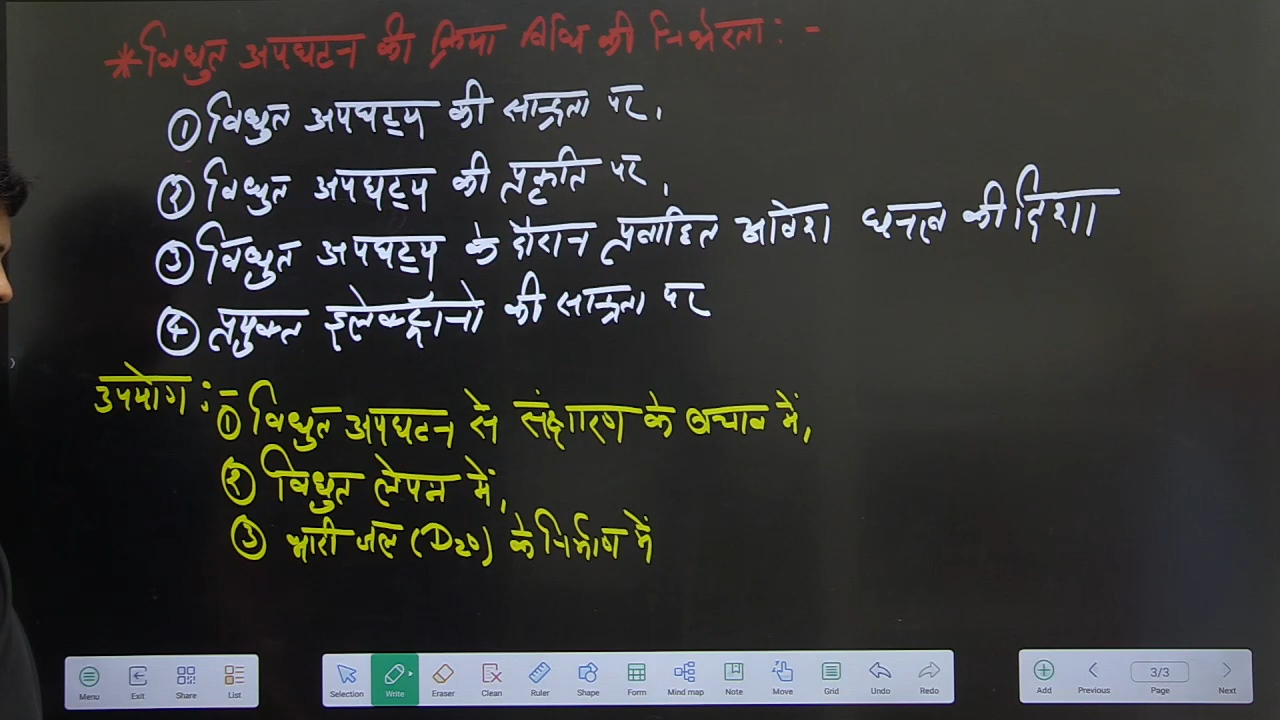 *विधुत अपघटन की क्रिया विधि की निर्भरता : -
① विधुत अपघट्य की सान्द्रता पर,
② विधुत अपघट्य की प्रकृति पर,
③ विधुत अपघट्य के दौरान प्रवाहित आवेश घनत्व की दिशा
④ प्रयुक्त इलेक्ट्रॉनो की सान्द्रता पर
उपयोग : - ① विधुत अपघटन से संक्षारण के बचाव में,
② विधुत लेपन में,
③ भारी जल (D20) के निर्माण में
Menu Exit Share List Selection Write Eraser Clean Ruler Shape Form Mind map Note Move Grid Undo Redo Add Previous 3/3 Page Next